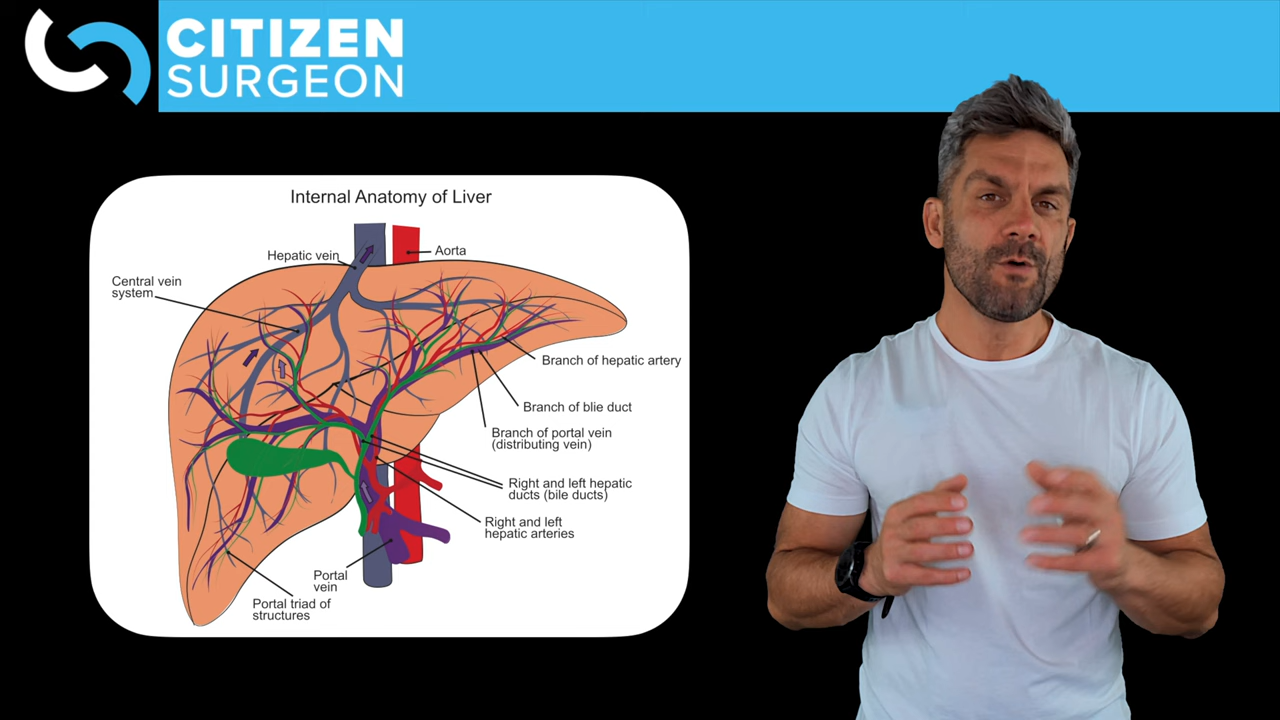 CITIZEN
SURGEON
Internal Anatomy of Liver
Hepatic vein
Aorta
Central vein
system
Branch of hepatic artery
Branch of blie duct
Branch of portal vein
(distributing vein)
Right and left hepatic
ducts (bile ducts)
Right and left
hepatic arteries
Portal
vein
Portal triad of
structures